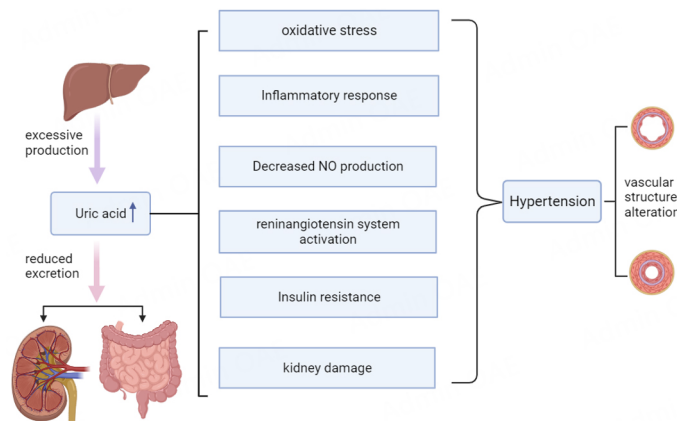 excessive
production
Uric acid
reduced
excretion
oxidative stress
Inflammatory response
Decreased NO production
reninangiotensin system
activation
Insulin resistance
kidney damage
Hypertension
vascular
structure
alteration